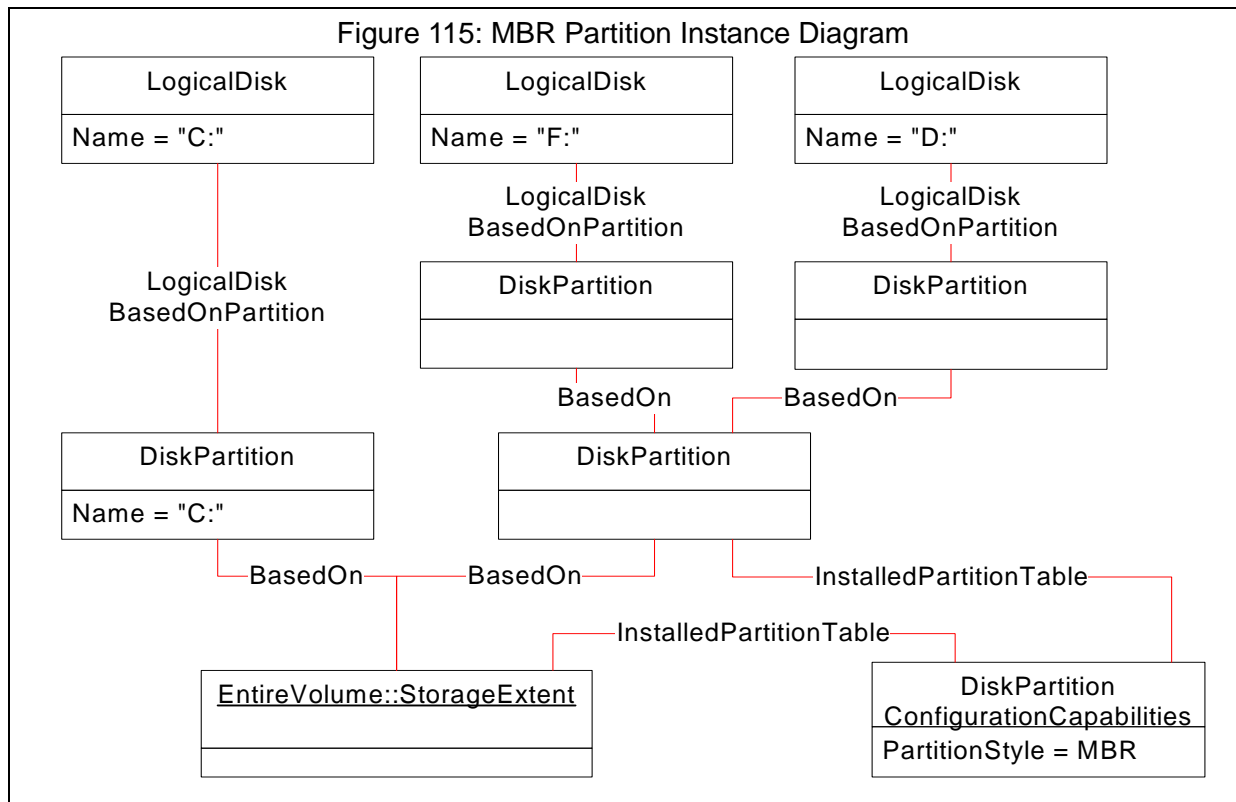 Figure 115: MBR Partition Instance Diagram
LogicalDisk
Name = "C:"
LogicalDisk
Name = "F:"
LogicalDisk
Name = "D:"
LogicalDisk
BasedOnPartition
LogicalDisk
BasedOnPartition
LogicalDisk
BasedOnPartition
DiskPartition
DiskPartition
BasedOn
BasedOn
DiskPartition
Name = "C:"
DiskPartition
BasedOn
BasedOn
InstalledPartitionTable
InstalledPartitionTable
EntireVolume::StorageExtent
DiskPartition
ConfigurationCapabilities
PartitionStyle = MBR